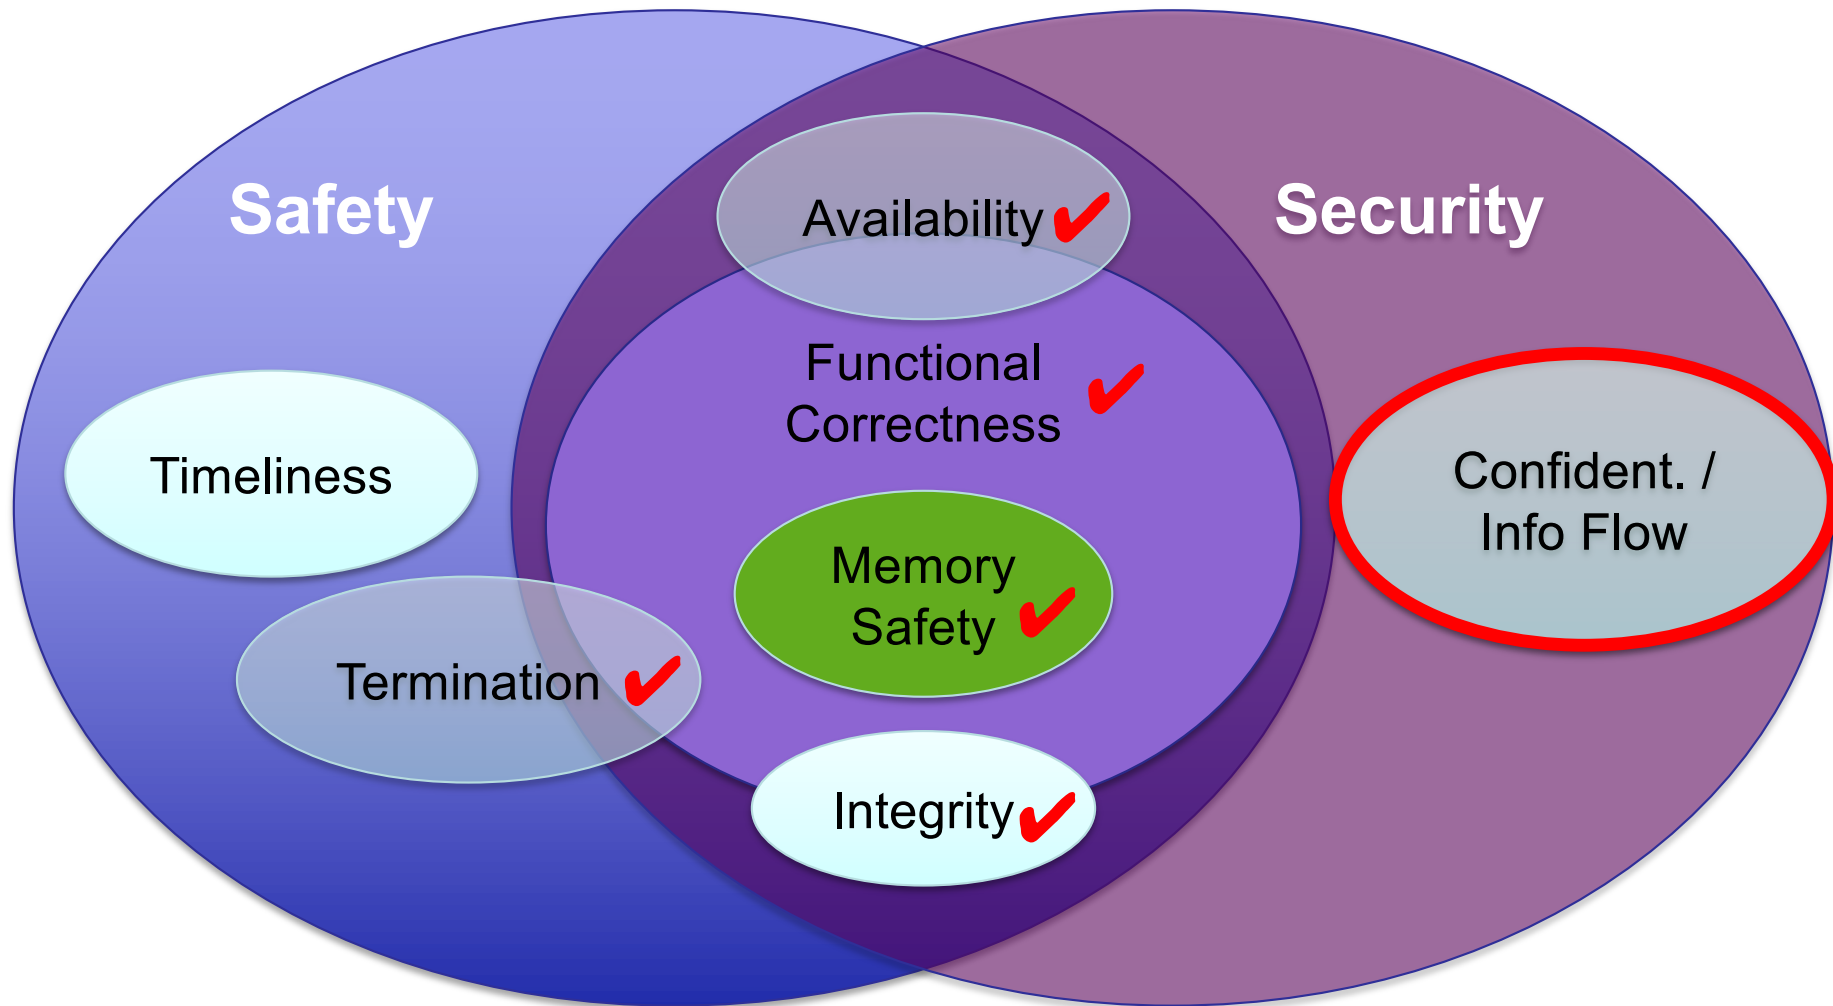 Safety
Security
Availability
Functional
Correctness
Timeliness
Confident. /
Info Flow
Memory
Safety
Termination
Integrity